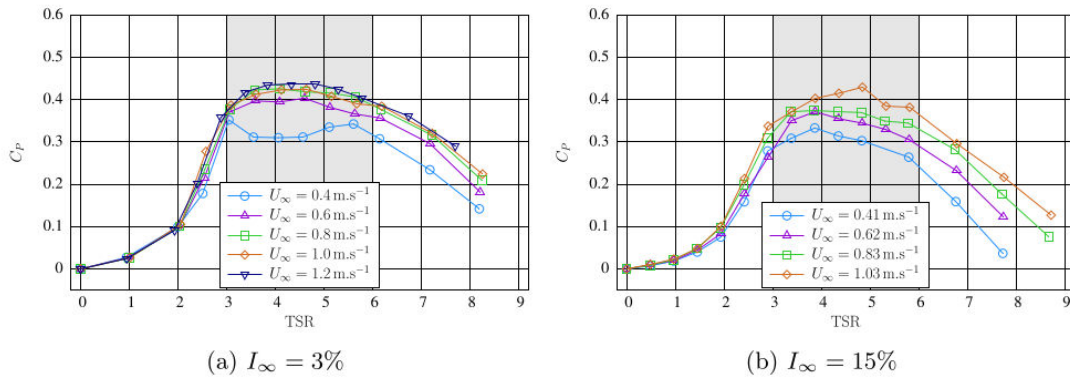 0.6
0.5
0.4
0.3
0.2
0.1
0
C_P
0 1 2 3 4 5 6 7 8 9
TSR
U∞ = 0.4 m.s⁻¹
U∞ = 0.6 m.s⁻¹
U∞ = 0.8 m.s⁻¹
U∞ = 1.0 m.s⁻¹
U∞ = 1.2 m.s⁻¹
(a) I∞ = 3%
0.6
0.5
0.4
0.3
0.2
0.1
0
C_P
0 1 2 3 4 5 6 7 8 9
TSR
U∞ = 0.41 m.s⁻¹
U∞ = 0.62 m.s⁻¹
U∞ = 0.83 m.s⁻¹
U∞ = 1.03 m.s⁻¹
(b) I∞ = 15%